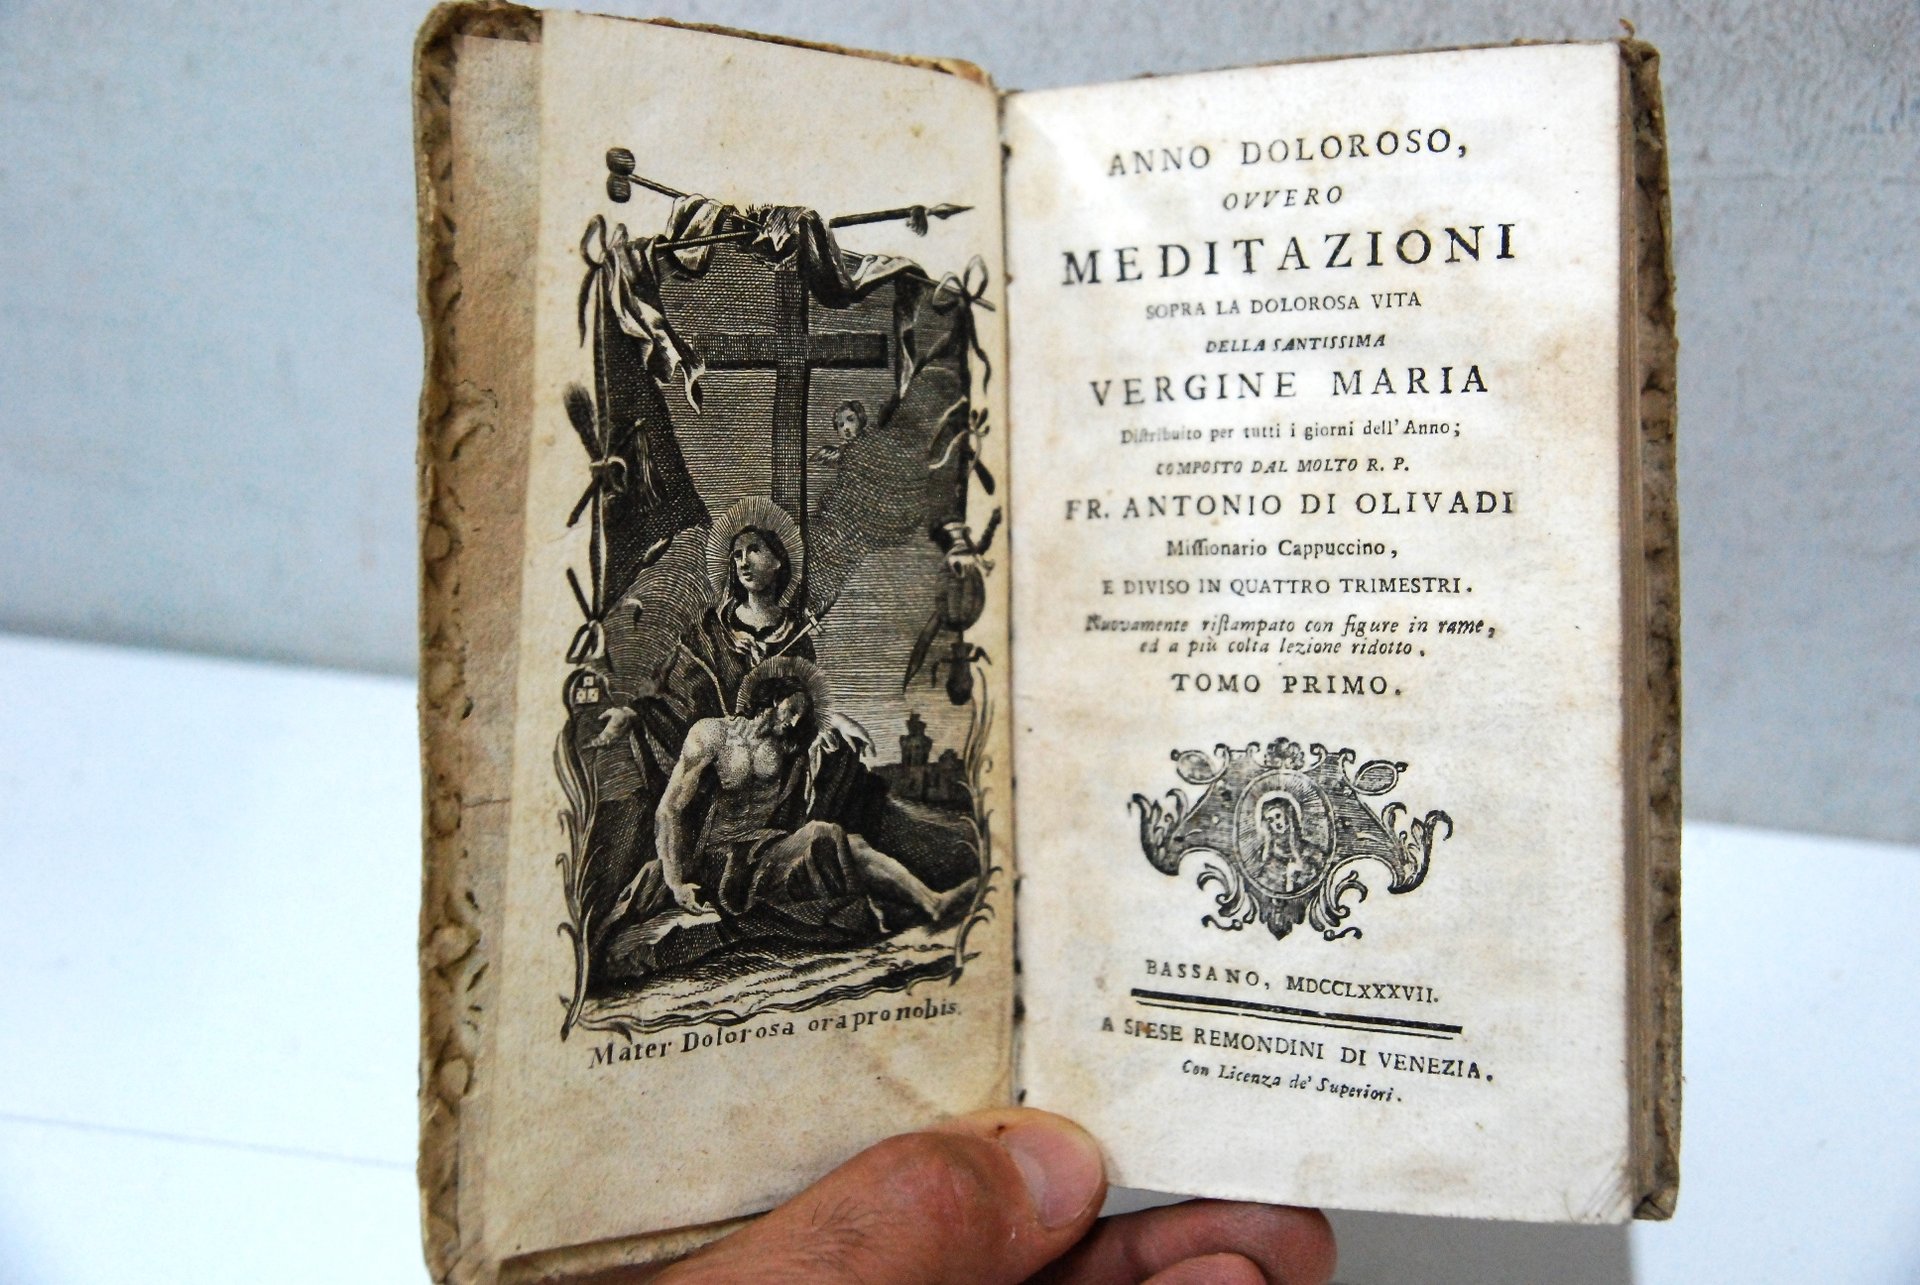 Mater Dolorosa ora pro nobis.
ANNO DOLOROSO,
OVVERO
MEDITAZIONI
SOPRA LA DOLOROSA VITA
DELLA SANTISSIMA
VERGINE MARIA
Diſtribuito per tutti i giorni dell' Anno;
COMPOSTO DAL MOLTO R. P.
FR. ANTONIO DI OLIVADI
Miſſionario Cappuccino,
E DIVISO IN QUATTRO TRIMESTRI.
Nuovamente riſtampato con figure in rame,
ed a più colta lezione ridotto.
TOMO PRIMO.
BASSANO, MDCCLXXXVII.
A SPESE REMONDINI DI VENEZIA.
Con Licenza de' Superiori.